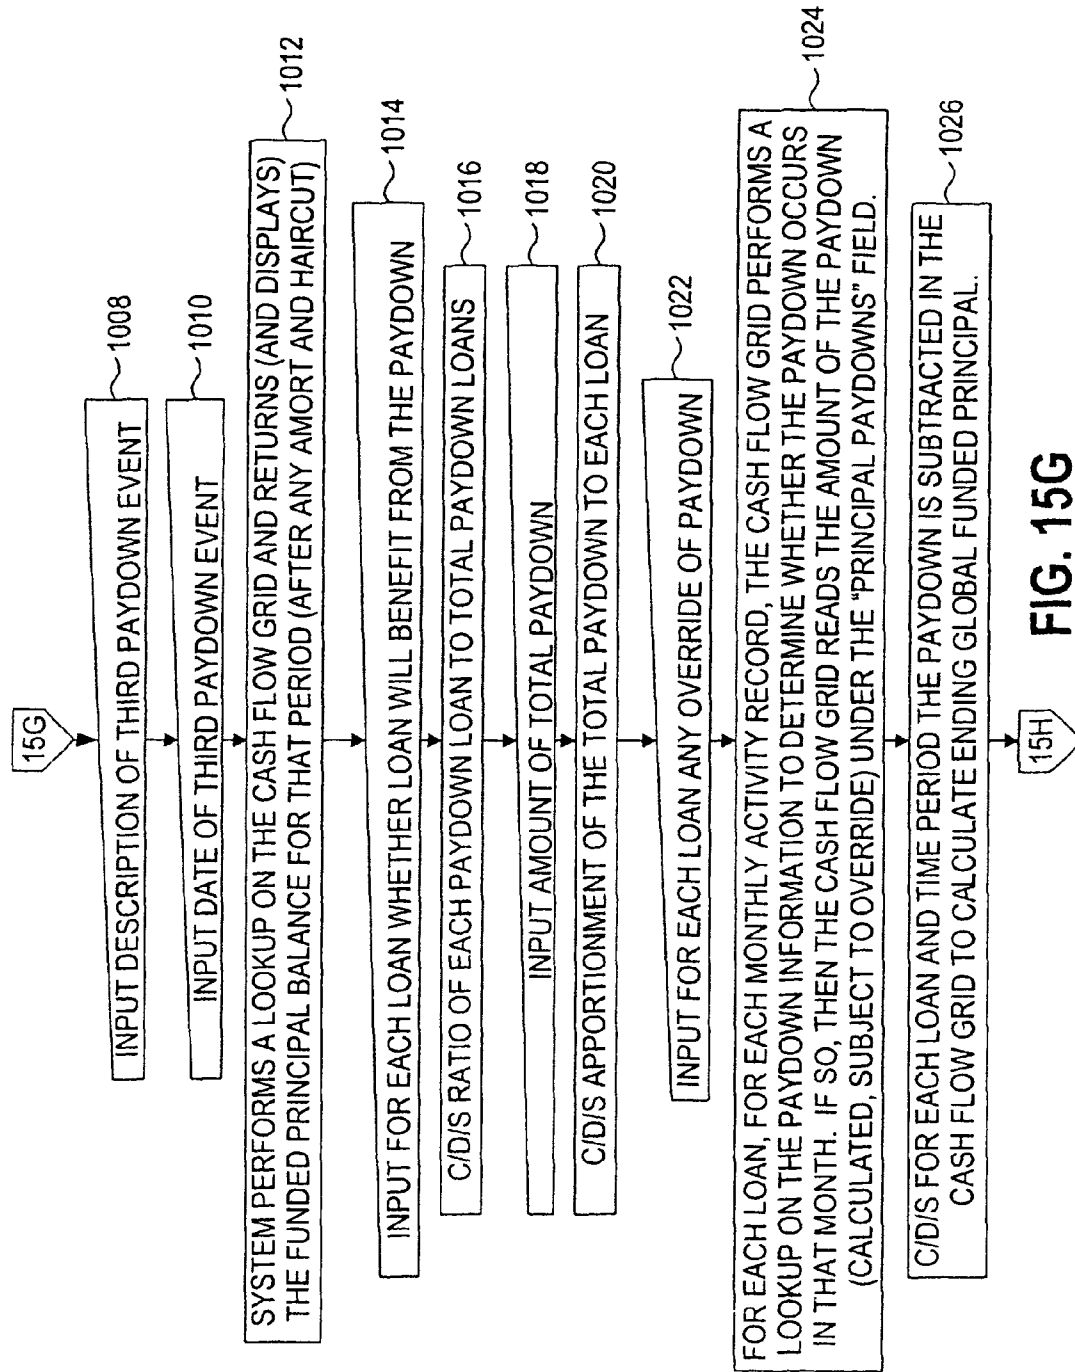 15G
INPUT DESCRIPTION OF THIRD PAYDOWN EVENT
1008
INPUT DATE OF THIRD PAYDOWN EVENT
1010
SYSTEM PERFORMS A LOOKUP ON THE CASH FLOW GRID AND RETURNS (AND DISPLAYS)
THE FUNDED PRINCIPAL BALANCE FOR THAT PERIOD (AFTER ANY AMORT AND HAIRCUT)
1012
INPUT FOR EACH LOAN WHETHER LOAN WILL BENEFIT FROM THE PAYDOWN
1014
C/D/S RATIO OF EACH PAYDOWN LOAN TO TOTAL PAYDOWN LOANS
1016
INPUT AMOUNT OF TOTAL PAYDOWN
1018
C/D/S APPORTIONMENT OF THE TOTAL PAYDOWN TO EACH LOAN
1020
INPUT FOR EACH LOAN ANY OVERRIDE OF PAYDOWN
1022
FOR EACH LOAN, FOR EACH MONTHLY ACTIVITY RECORD, THE CASH FLOW GRID PERFORMS A
LOOKUP ON THE PAYDOWN INFORMATION TO DETERMINE WHETHER THE PAYDOWN OCCURS
IN THAT MONTH. IF SO, THEN THE CASH FLOW GRID READS THE AMOUNT OF THE PAYDOWN
(CALCULATED, SUBJECT TO OVERRIDE) UNDER THE "PRINCIPAL PAYDOWNS" FIELD.
1024
C/D/S FOR EACH LOAN AND TIME PERIOD THE PAYDOWN IS SUBTRACTED IN THE
CASH FLOW GRID TO CALCULATE ENDING GLOBAL FUNDED PRINCIPAL.
1026
15H
FIG. 15G